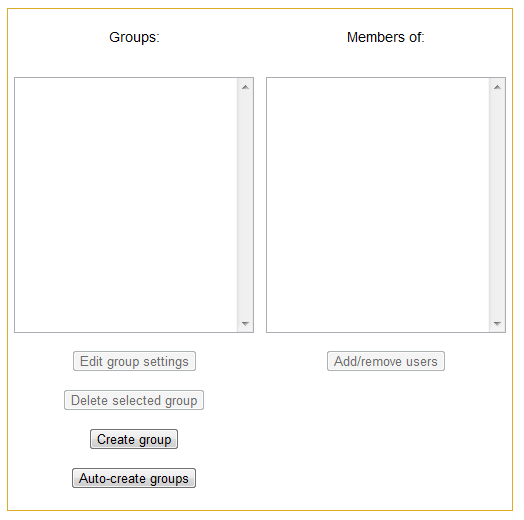 Groups:
Members of:
Edit group settings
Add/remove users
Delete selected group
Create group
Auto-create groups